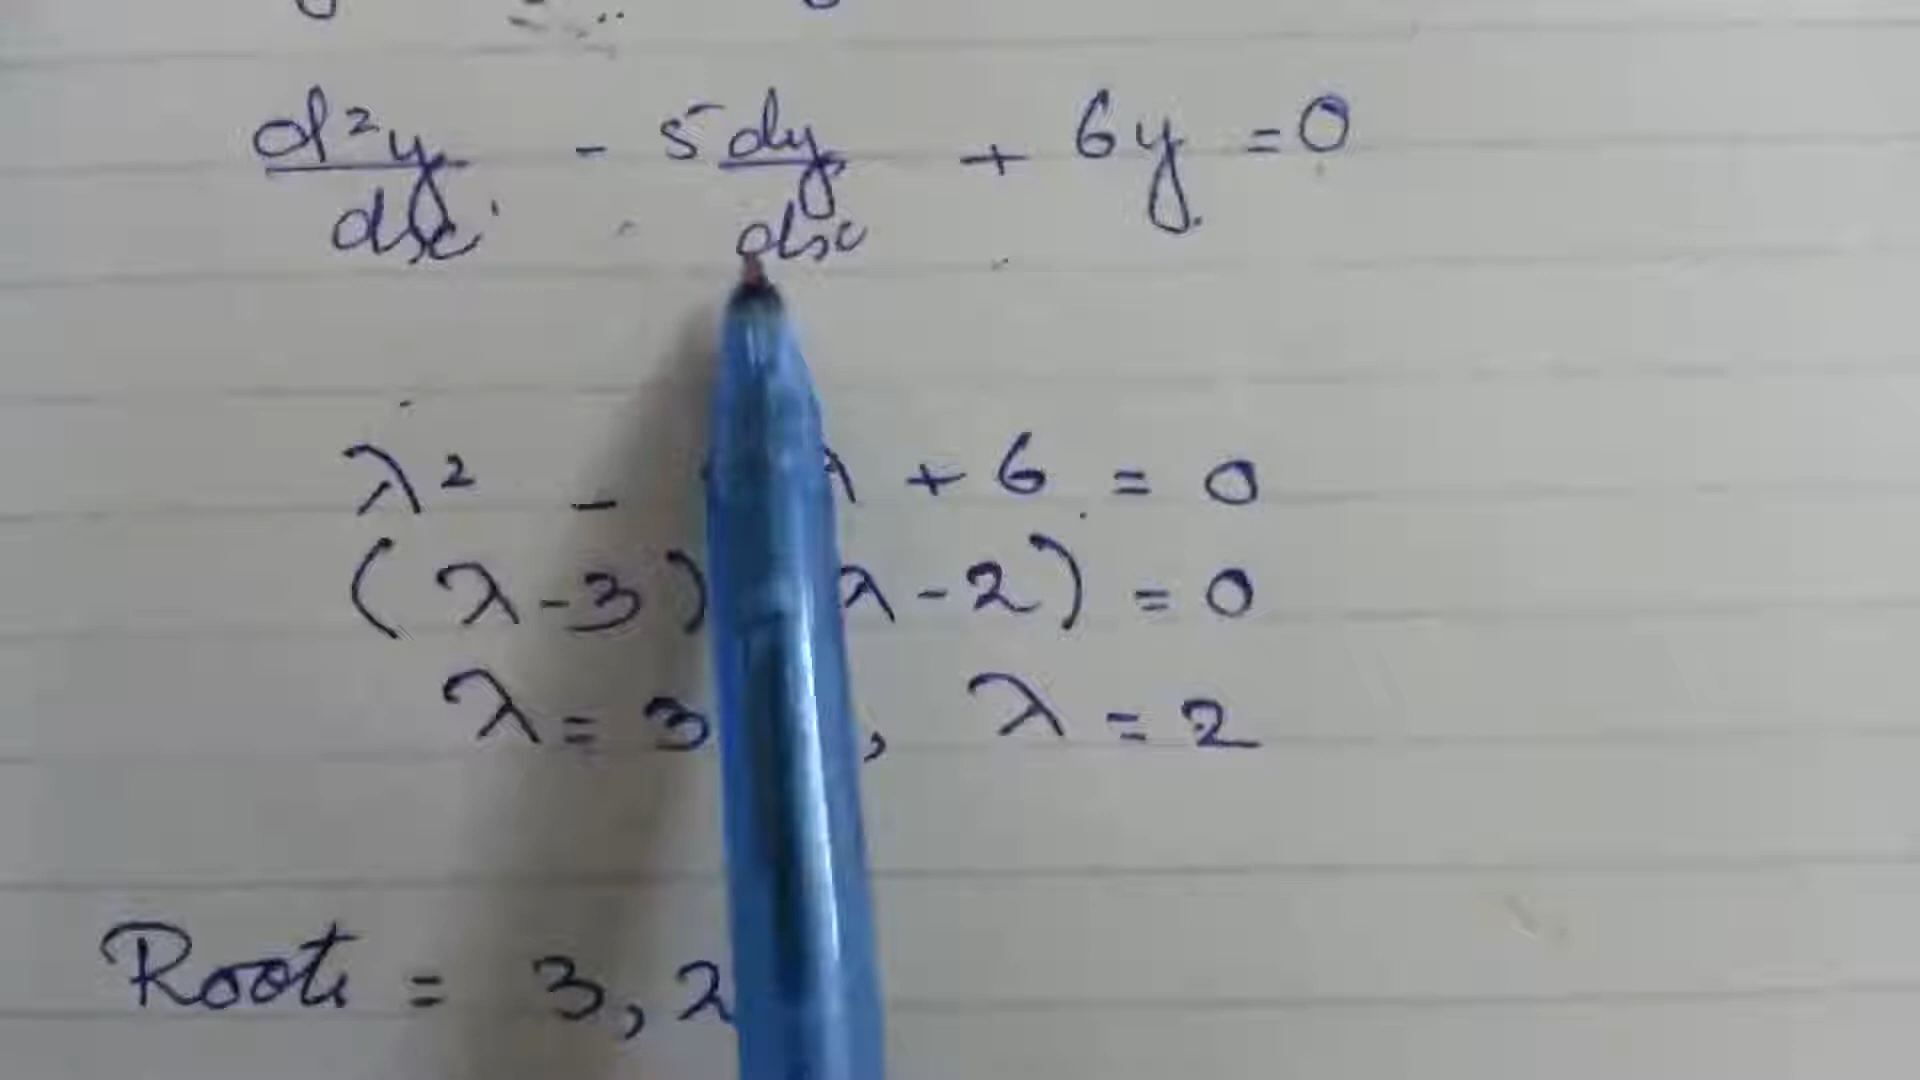 d²y/dx - 5 dy/dx + 6y = 0
λ² - λ + 6 = 0
(λ-3) λ-2) = 0
λ = 3 , λ = 2
Roots = 3, 2